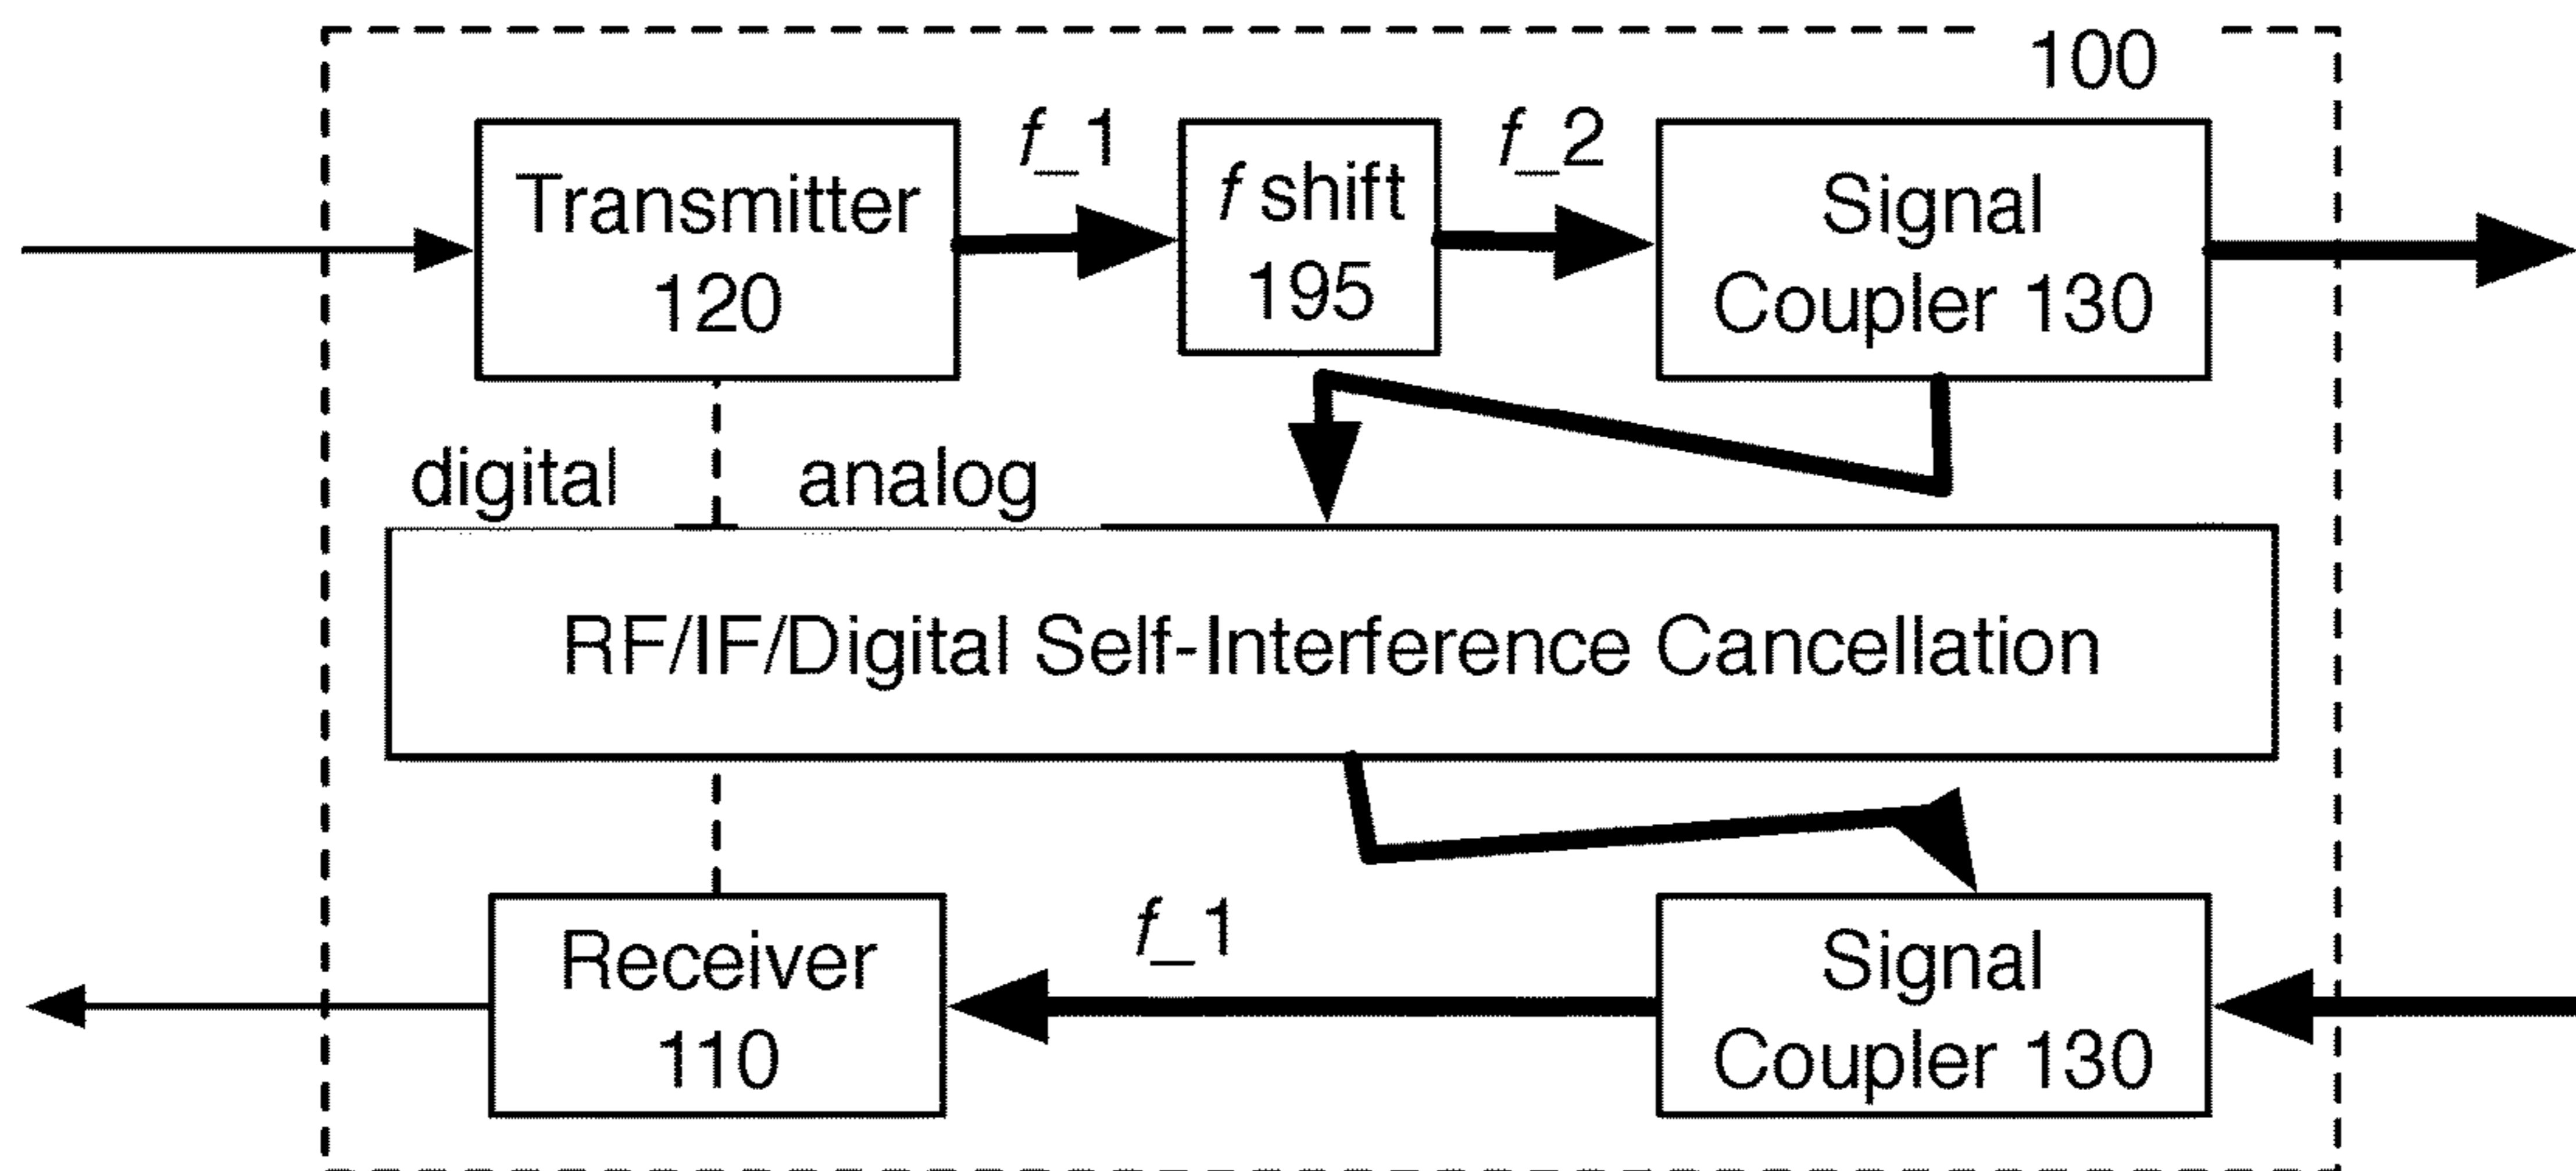 100
Transmitter
120
f_1
f shift
195
f_2
Signal
Coupler 130
digital
analog
RF/IF/Digital Self-Interference Cancellation
Receiver
110
f_1
Signal
Coupler 130